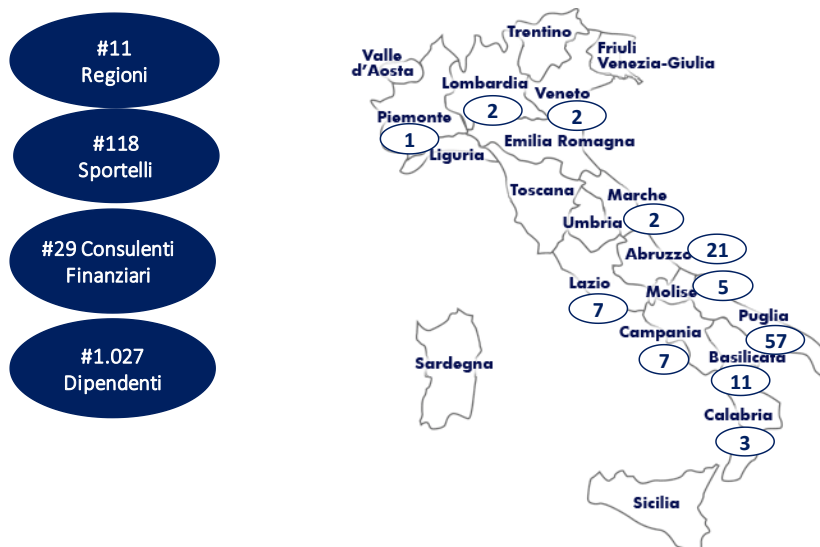 #11
Regioni
#118
Sportelli
#29 Consulenti
Finanziari
#1.027
Dipendenti
Trentino
Friuli
Venezia-Giulia
Valle
d'Aosta
Lombardia
2
Veneto
2
Piemonte
1
Emilia Romagna
Liguria
Toscana
Marche
2
Umbria
Abruzzo
21
Lazio
7
Molise
5
Puglia
57
Campania
7
Basilicata
11
Sardegna
Calabria
3
Sicilia